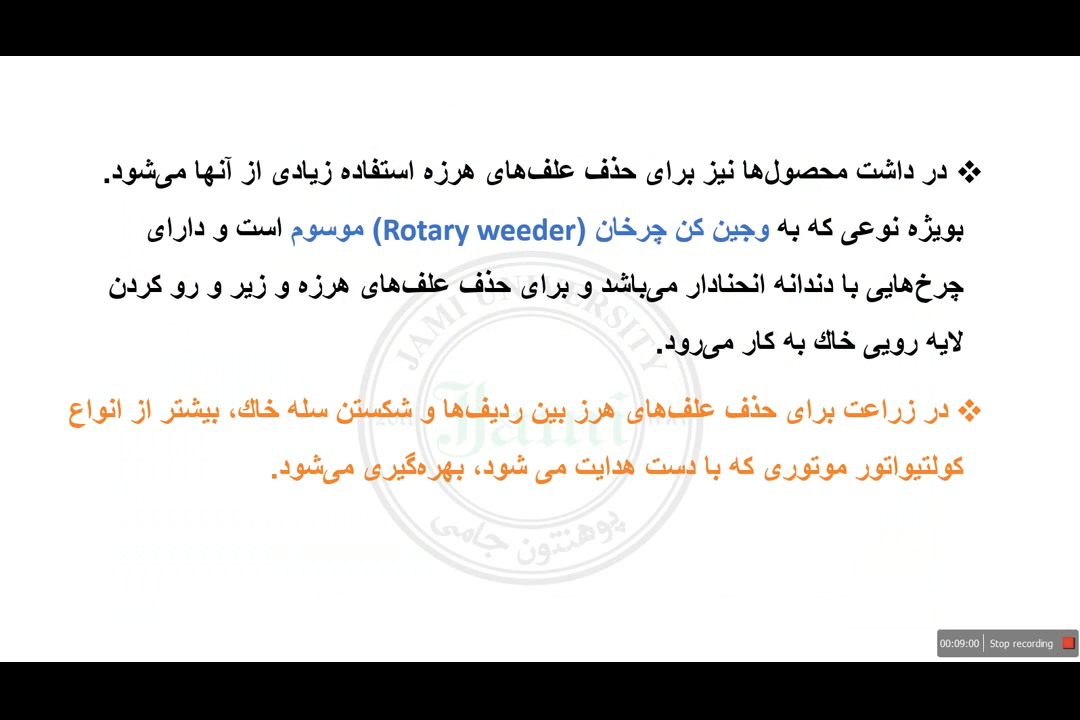 ❖ در داشت محصول‌ها نیز برای حذف علف‌های هرزه استفاده زیادی از آنها می‌شود.
بویژه نوعی که به وجین کن چرخان (Rotary weeder) موسوم است و دارای
چرخ‌هایی با دندانه انحنادار می‌باشد و برای حذف علف‌های هرزه و زیر و رو کردن
لایه رویی خاك به کار می‌رود.
❖ در زراعت برای حذف علف‌های هرز بین ردیف‌ها و شکستن سله خاك، بیشتر از انواع
کولتیواتور موتوری که با دست هدایت می شود، بهره‌گیری می‌شود.
JAMI UNIVERSITY
Jami
پوهنتون جامی
00:09:00 Stop recording